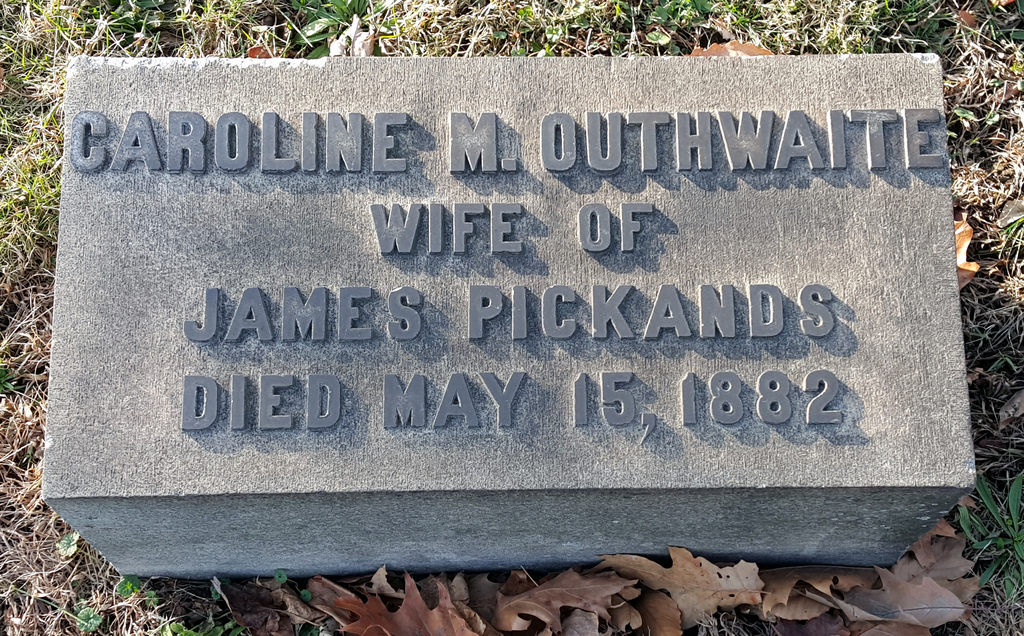 CAROLINE M. OUTHWAITE
WIFE OF
JAMES PICKANDS
DIED MAY 15, 1882